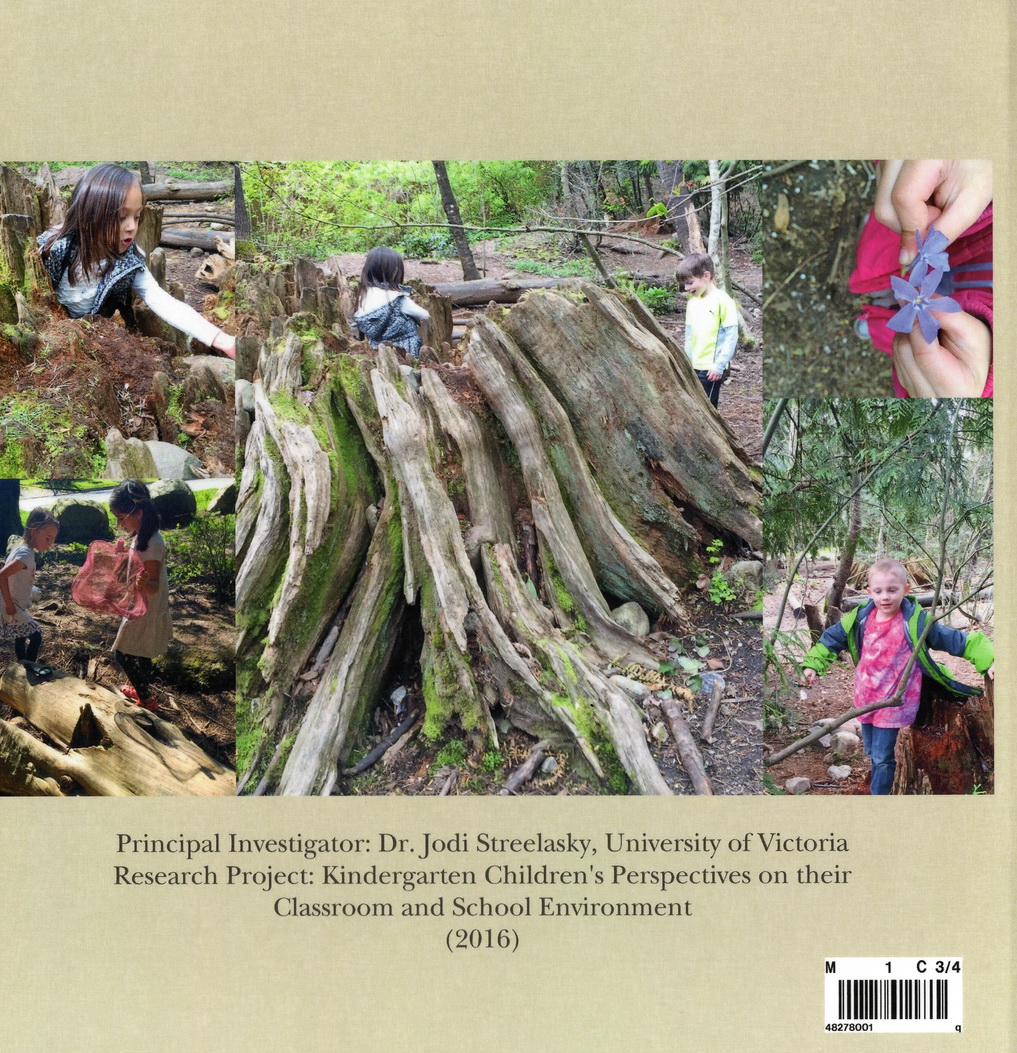 Principal Investigator: Dr. Jodi Streelasky, University of Victoria
Research Project: Kindergarten Children's Perspectives on their
Classroom and School Environment
(2016)
M 1 C 3/4
48278001 q